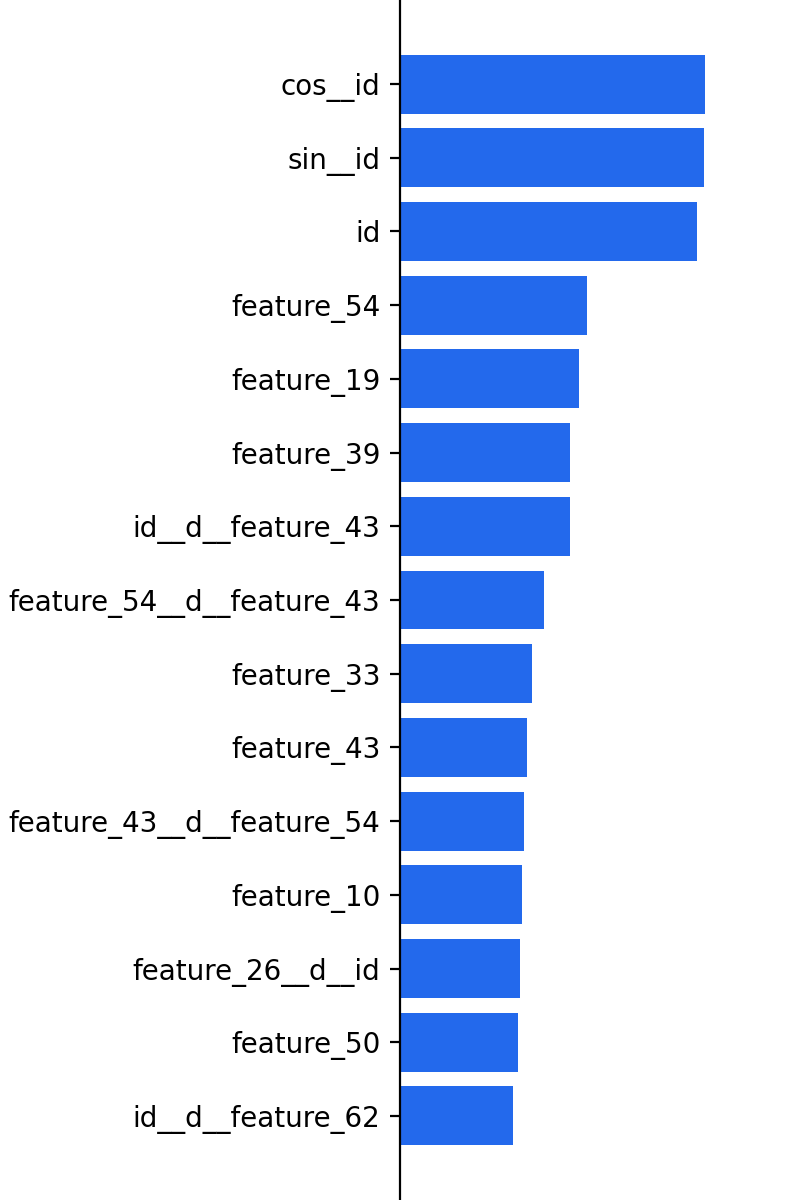 cos__id
sin__id
id
feature_54
feature_19
feature_39
id__d__feature_43
feature_54__d__feature_43
feature_33
feature_43
feature_43__d__feature_54
feature_10
feature_26__d__id
feature_50
id__d__feature_62